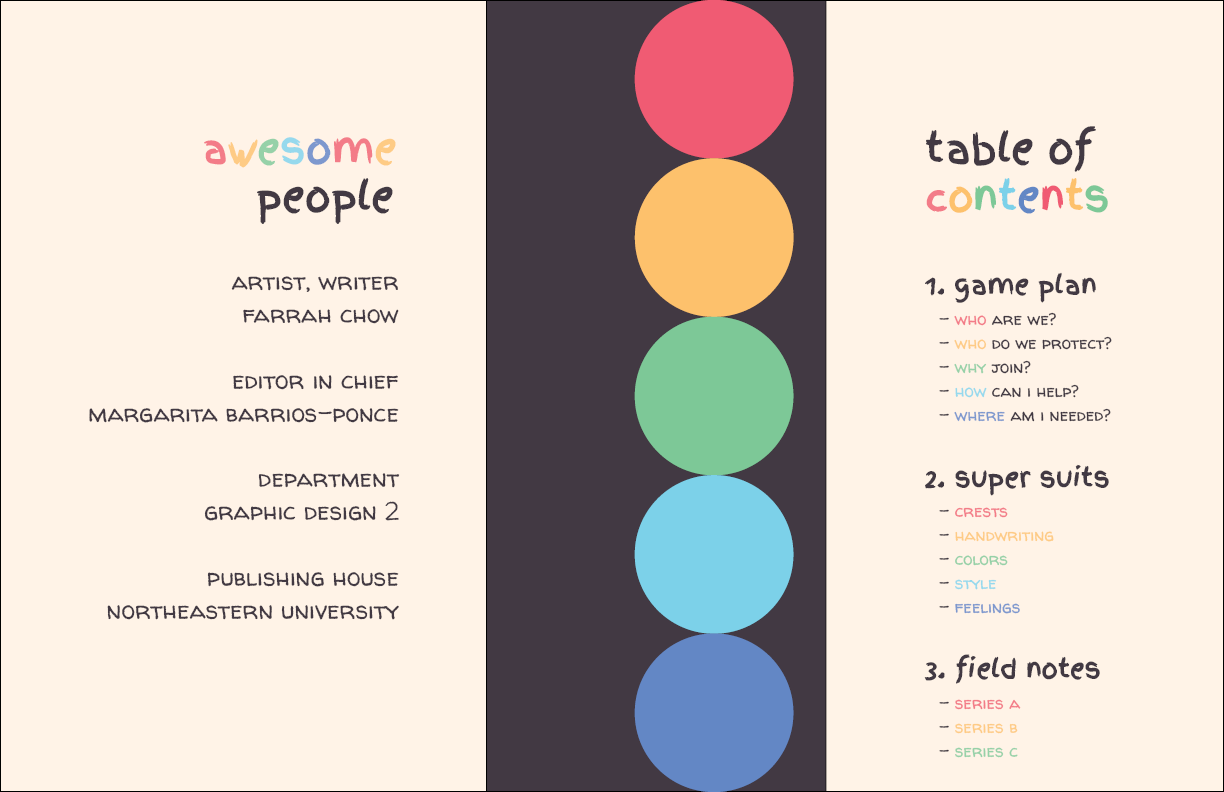 awesome
people
ARTIST, WRITER
FARRAH CHOW
EDITOR IN CHIEF
MARGARITA BARRIOS-PONCE
DEPARTMENT
GRAPHIC DESIGN 2
PUBLISHING HOUSE
NORTHEASTERN UNIVERSITY
table of
contents
1. game plan
- WHO ARE WE?
- WHO DO WE PROTECT?
- WHY JOIN?
- HOW CAN I HELP?
- WHERE AM I NEEDED?
2. super suits
- CRESTS
- HANDWRITING
- COLORS
- STYLE
- FEELINGS
3. field notes
- SERIES A
- SERIES B
- SERIES C